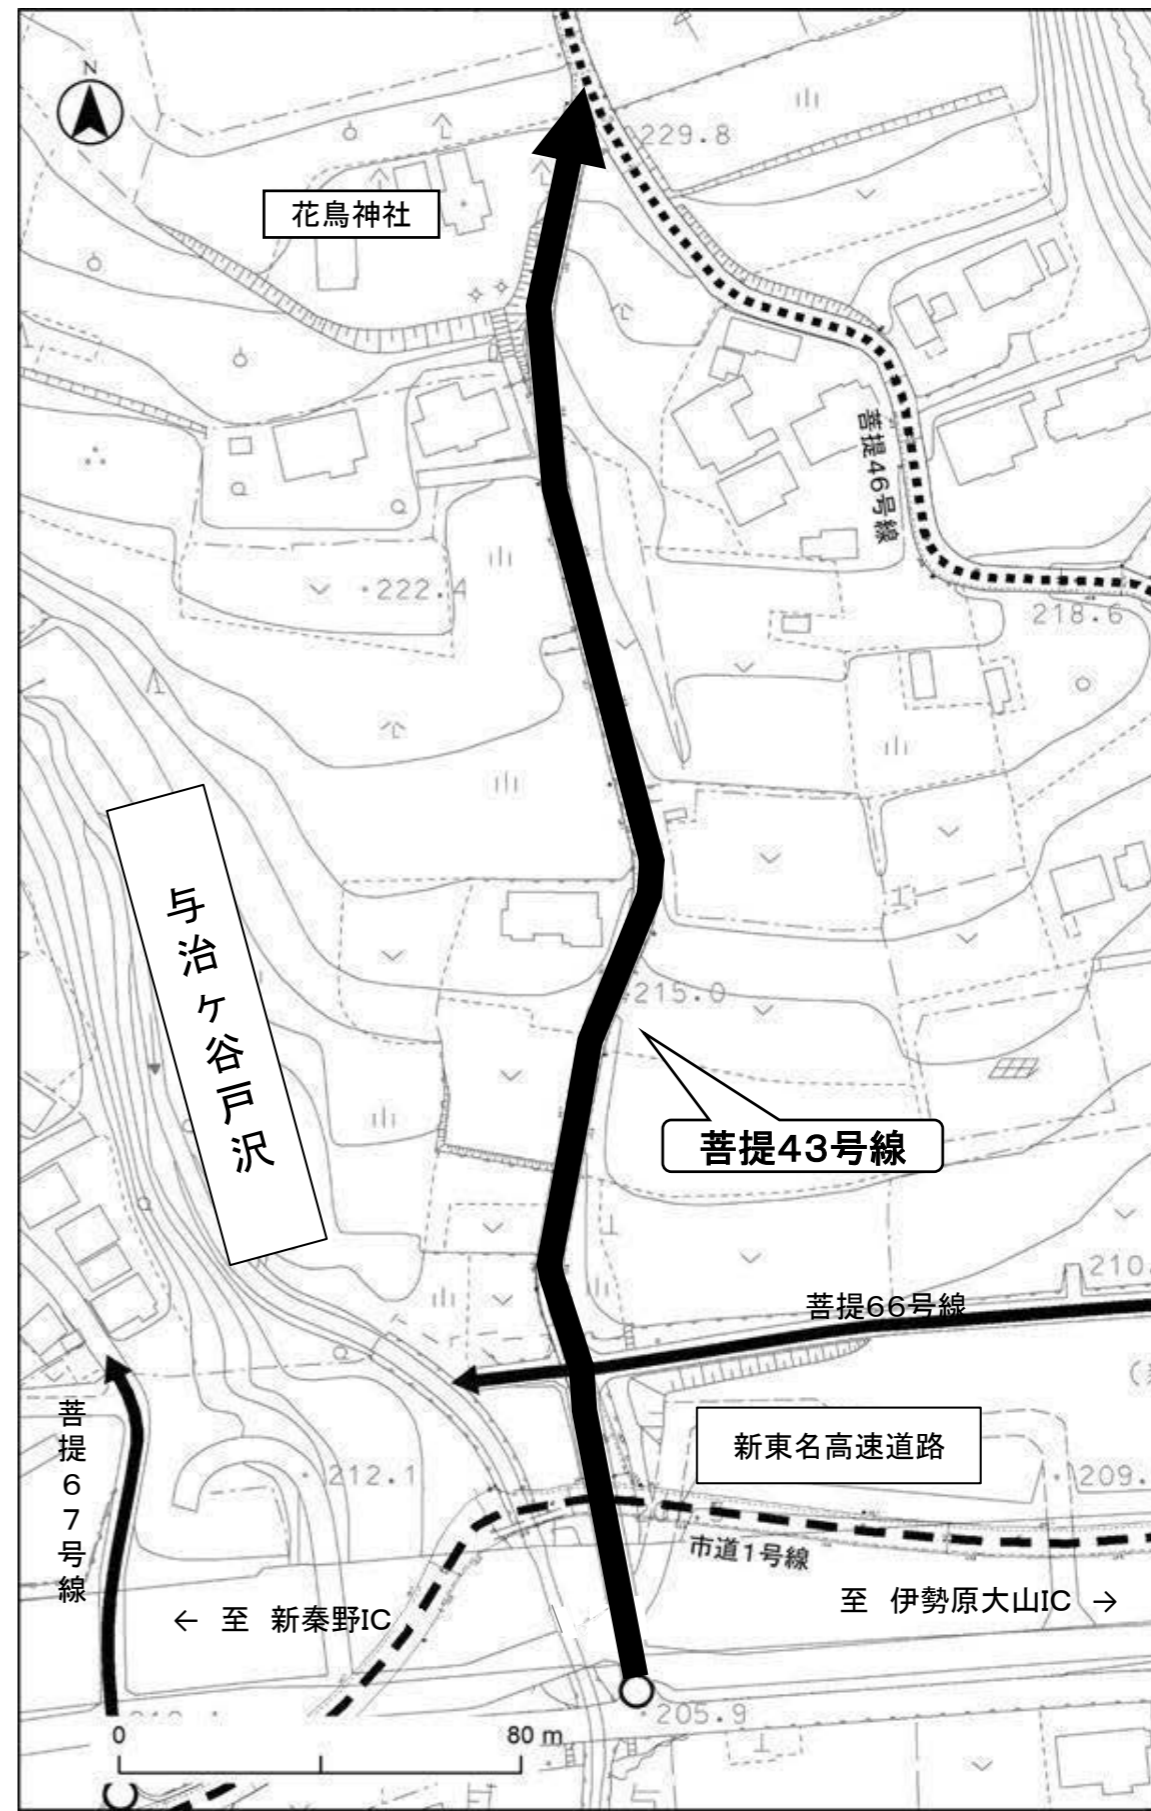 N
229.8
花鳥神社
菩提46号線
222.4
218.6
与治ヶ谷戸沢
215.0
菩提43号線
210.
菩提66号線
菩提67号線
新東名高速道路
212.1
209.
市道1号線
至 伊勢原大山IC →
← 至 新秦野IC
205.9
0
80 m